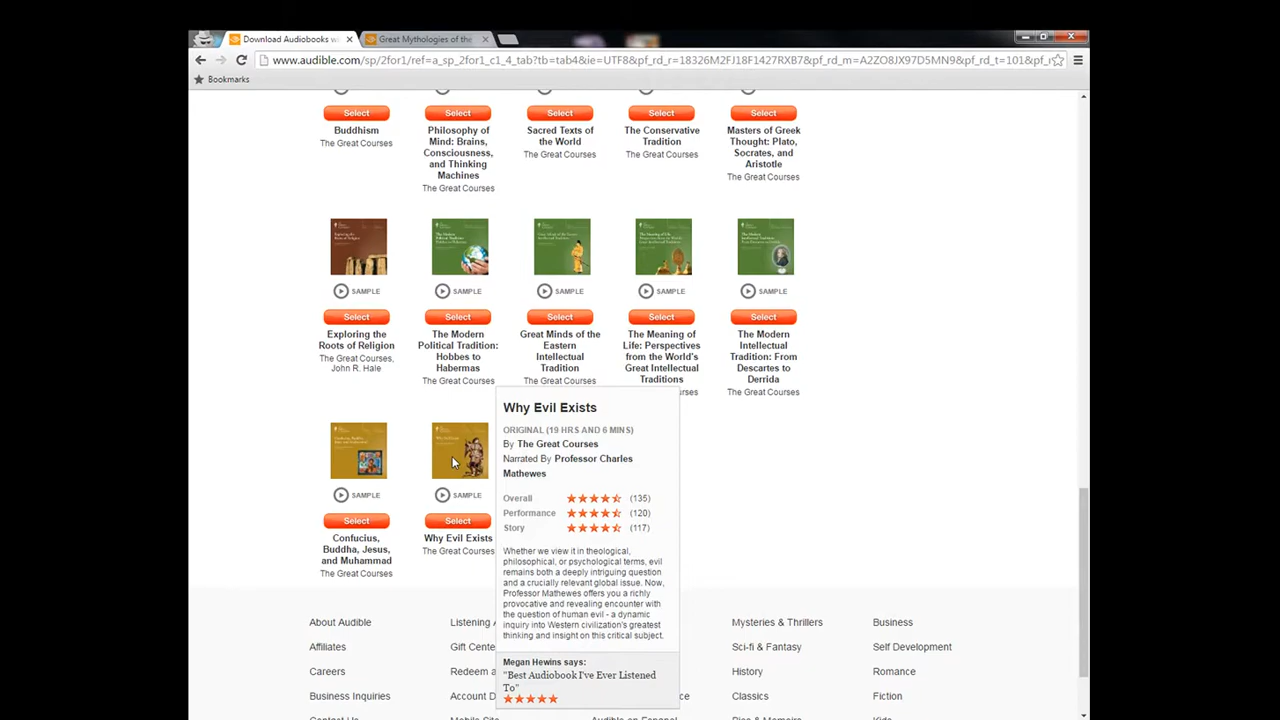 Download Audiobooks w
Great Mythologies of the
www.audible.com/sp/2for1/ref=a_sp_2for1_c1_4_tab?tb=tab4&ie=UTF8&pf_rd_r=18326M2FJ18F1427RXB7&pf_rd_m=A2ZO8JX97D5MN9&pf_rd_t=101&pf_r
Bookmarks
Select Select Select Select Select
Buddhism
The Great Courses
Philosophy of
Mind: Brains,
Consciousness,
and Thinking
Machines
The Great Courses
Sacred Texts of
the World
The Great Courses
The Conservative
Tradition
The Great Courses
Masters of Greek
Thought: Plato,
Socrates, and
Aristotle
The Great Courses
SAMPLE SAMPLE SAMPLE SAMPLE SAMPLE
Select Select Select Select Select
Exploring the
Roots of Religion
The Great Courses,
John R. Hale
The Modern
Political Tradition:
Hobbes to
Habermas
The Great Courses
Great Minds of the
Eastern
Intellectual
Tradition
The Great Courses
The Meaning of
Life: Perspectives
from the World's
Great Intellectual
Traditions
The Modern
Intellectual
Tradition: From
Descartes to
Derrida
The Great Courses
SAMPLE SAMPLE
Select Select
Confucius,
Buddha, Jesus,
and Muhammad
The Great Courses
Why Evil Exists
The Great Courses
Why Evil Exists
ORIGINAL (19 HRS AND 6 MINS)
By The Great Courses
Narrated By Professor Charles
Mathewes
Overall (135)
Performance (120)
Story (117)
Whether we view it in theological,
philosophical, or psychological terms, evil
remains both a deeply intriguing question
and a crucially relevant global issue. Now,
Professor Mathewes offers you a richly
provocative and revealing encounter with
the question of human evil - a dynamic
inquiry into Western civilization's greatest
thinking and insight on this critical subject.
Megan Hewins says:
"Best Audiobook I've Ever Listened
To"
About Audible
Affiliates
Careers
Business Inquiries
Listening
Gift Cente
Redeem a
Account D
Mysteries & Thrillers
Sci-fi & Fantasy
History
Classics
Business
Self Development
Romance
Fiction